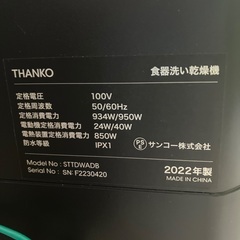 THANKO 食器洗い乾燥機
定格電圧 100V
定格周波数 50/60Hz
定格消費電力 934W/950W
電動機定格消費電力 24W/40W
電熱装置定格消費電力 850W
防水等級 IPX1
PSE サンコー株式会社
Model No.: STTDWADB
Serial No.: SN: F2230420
2022年製
MADE IN CHINA